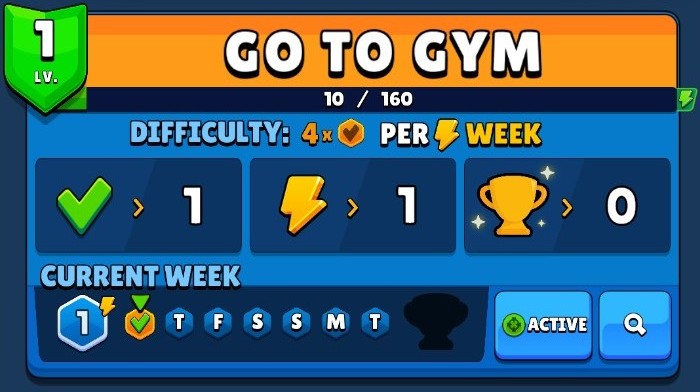 1
LV.
GO TO GYM
10 / 160
DIFFICULTY: 4x PER WEEK
> 1
> 1
> 0
CURRENT WEEK
1 T F S S M T
ACTIVE